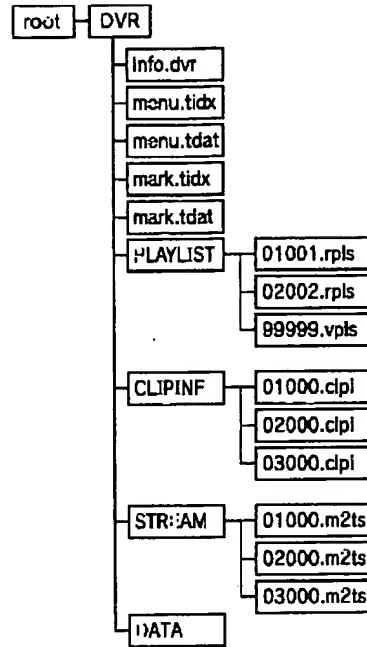 root DVR
info.dvr
menu.tidx
menu.tdat
mark.tidx
mark.tdat
PLAYLIST 01001.rpls
02002.rpls
99999.vpls
CLIPINF 01000.clpi
02000.clpi
03000.clpi
STREAM 01000.m2ts
02000.m2ts
03000.m2ts
DATA